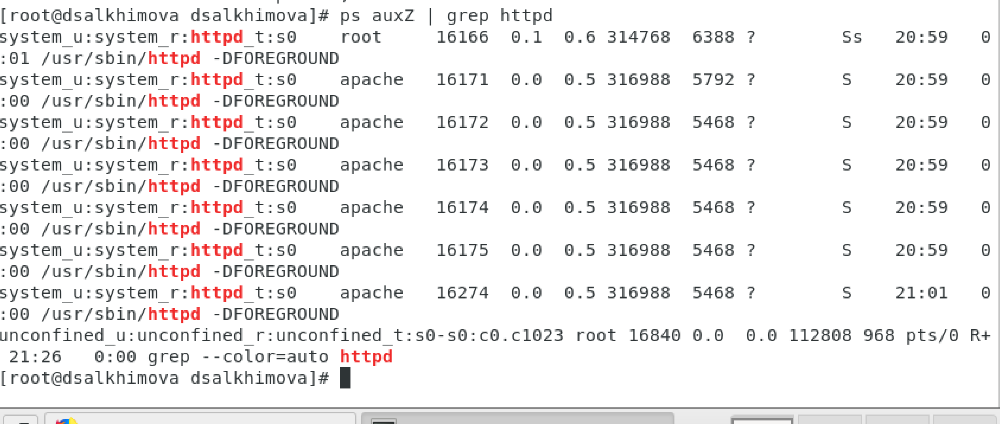 [root@dsalkhimova dsalkhimova]# ps auxZ | grep httpd
system_u:system_r:httpd_t:s0    root     16166  0.1  0.6 314768  6388 ?        Ss   20:59   0
:01 /usr/sbin/httpd -DFOREGROUND
system_u:system_r:httpd_t:s0    apache   16171  0.0  0.5 316988  5792 ?        S    20:59   0
:00 /usr/sbin/httpd -DFOREGROUND
system_u:system_r:httpd_t:s0    apache   16172  0.0  0.5 316988  5468 ?        S    20:59   0
:00 /usr/sbin/httpd -DFOREGROUND
system_u:system_r:httpd_t:s0    apache   16173  0.0  0.5 316988  5468 ?        S    20:59   0
:00 /usr/sbin/httpd -DFOREGROUND
system_u:system_r:httpd_t:s0    apache   16174  0.0  0.5 316988  5468 ?        S    20:59   0
:00 /usr/sbin/httpd -DFOREGROUND
system_u:system_r:httpd_t:s0    apache   16175  0.0  0.5 316988  5468 ?        S    20:59   0
:00 /usr/sbin/httpd -DFOREGROUND
system_u:system_r:httpd_t:s0    apache   16274  0.0  0.5 316988  5468 ?        S    21:01   0
:00 /usr/sbin/httpd -DFOREGROUND
unconfined_u:unconfined_r:unconfined_t:s0-s0:c0.c1023 root 16840 0.0  0.0 112808 968 pts/0 R+
 21:26   0:00 grep --color=auto httpd
[root@dsalkhimova dsalkhimova]#